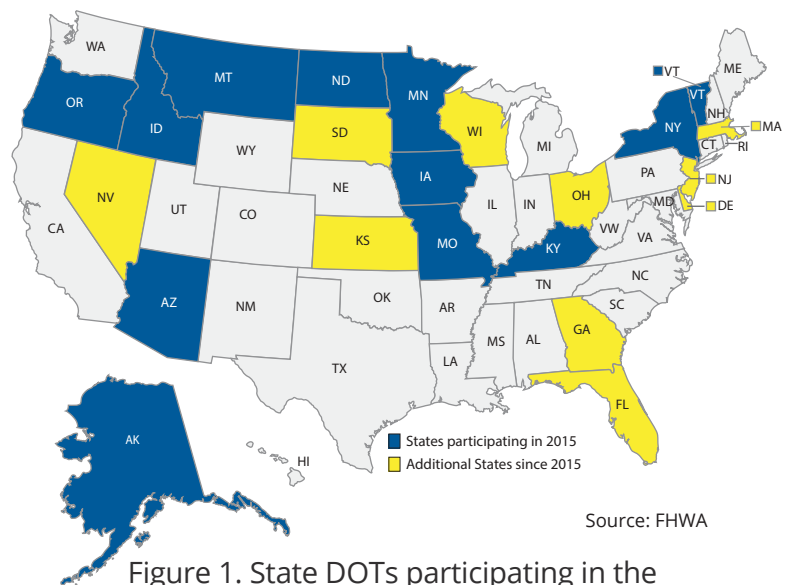 WA
ME
VT
MT
ND
VT
OR
MN
NH
ID
NY
MA
SD
WI
CT
RI
WY
MI
IA
PA
NJ
NE
OH
NV
IL
IN
MD
DE
UT
CO
VW
CA
KS
MO
KY
VA
NC
TN
AZ
OK
NM
AR
SC
GA
MS
AL
TX
LA
FL
AK
States participating in 2015
HI
Additional States since 2015
Source: FHWA
Figure 1. State DOTs participating in the